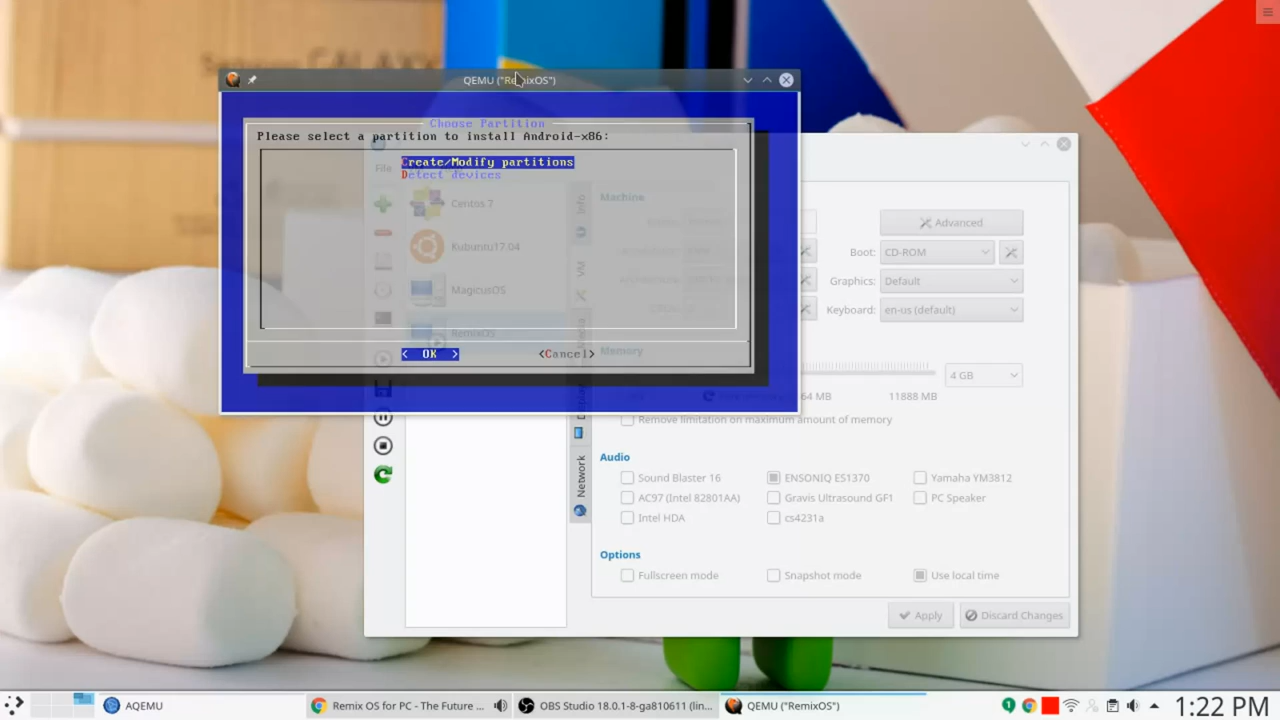 GALAXY
QEMU ("RemixOS")
Choose Partition
Please select a partition to install Android-x86:
Create/Modify partitions
Detect devices
< OK >
<Cancel>
File
Centos 7
Kubuntu17.04
MagicusOS
RemixOS
Info
VM
Network
Machine
Advanced
Boot:
CD-ROM
Graphics:
Default
Keyboard:
en-us (default)
Memory
4 GB
64 MB
11888 MB
Remove limitation on maximum amount of memory
Audio
Sound Blaster 16
ENSONIQ ES1370
Yamaha YM3812
AC97 (Intel 82801AA)
Gravis Ultrasound GF1
PC Speaker
Intel HDA
cs4231a
Options
Fullscreen mode
Snapshot mode
Use local time
Apply
Discard Changes
AQEMU
Remix OS for PC - The Future ...
OBS Studio 18.0.1-8-ga810611 (lin...
QEMU ("RemixOS")
1:22 PM